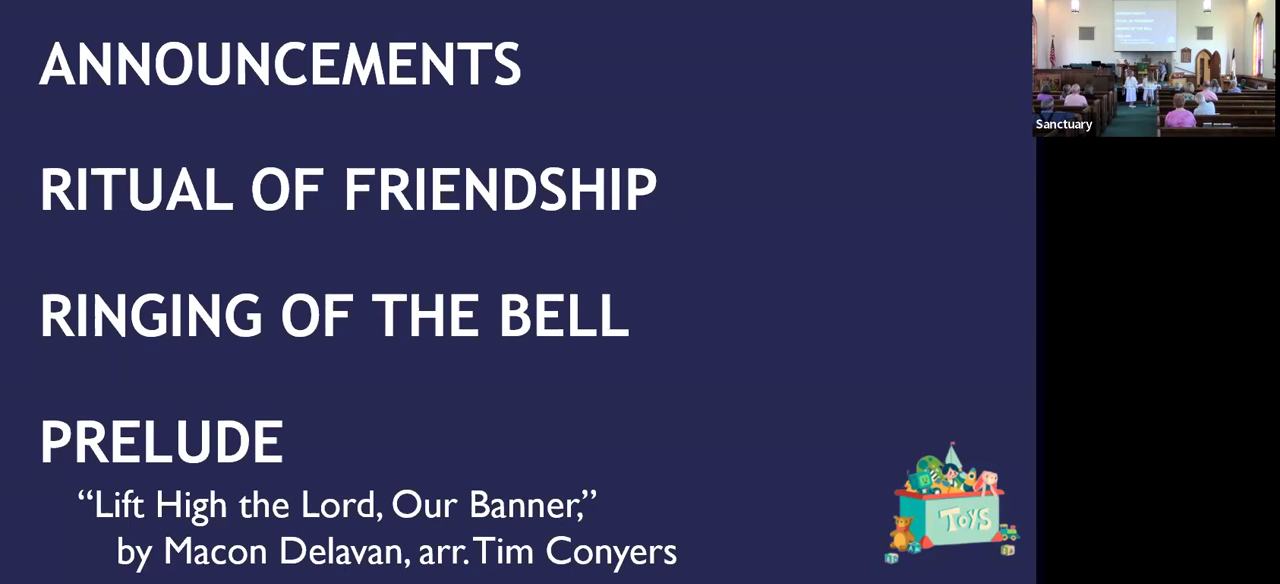 ANNOUNCEMENTS
RITUAL OF FRIENDSHIP
RINGING OF THE BELL
PRELUDE
“Lift High the Lord, Our Banner,”
by Macon Delavan, arr. Tim Conyers
TOYS
Sanctuary